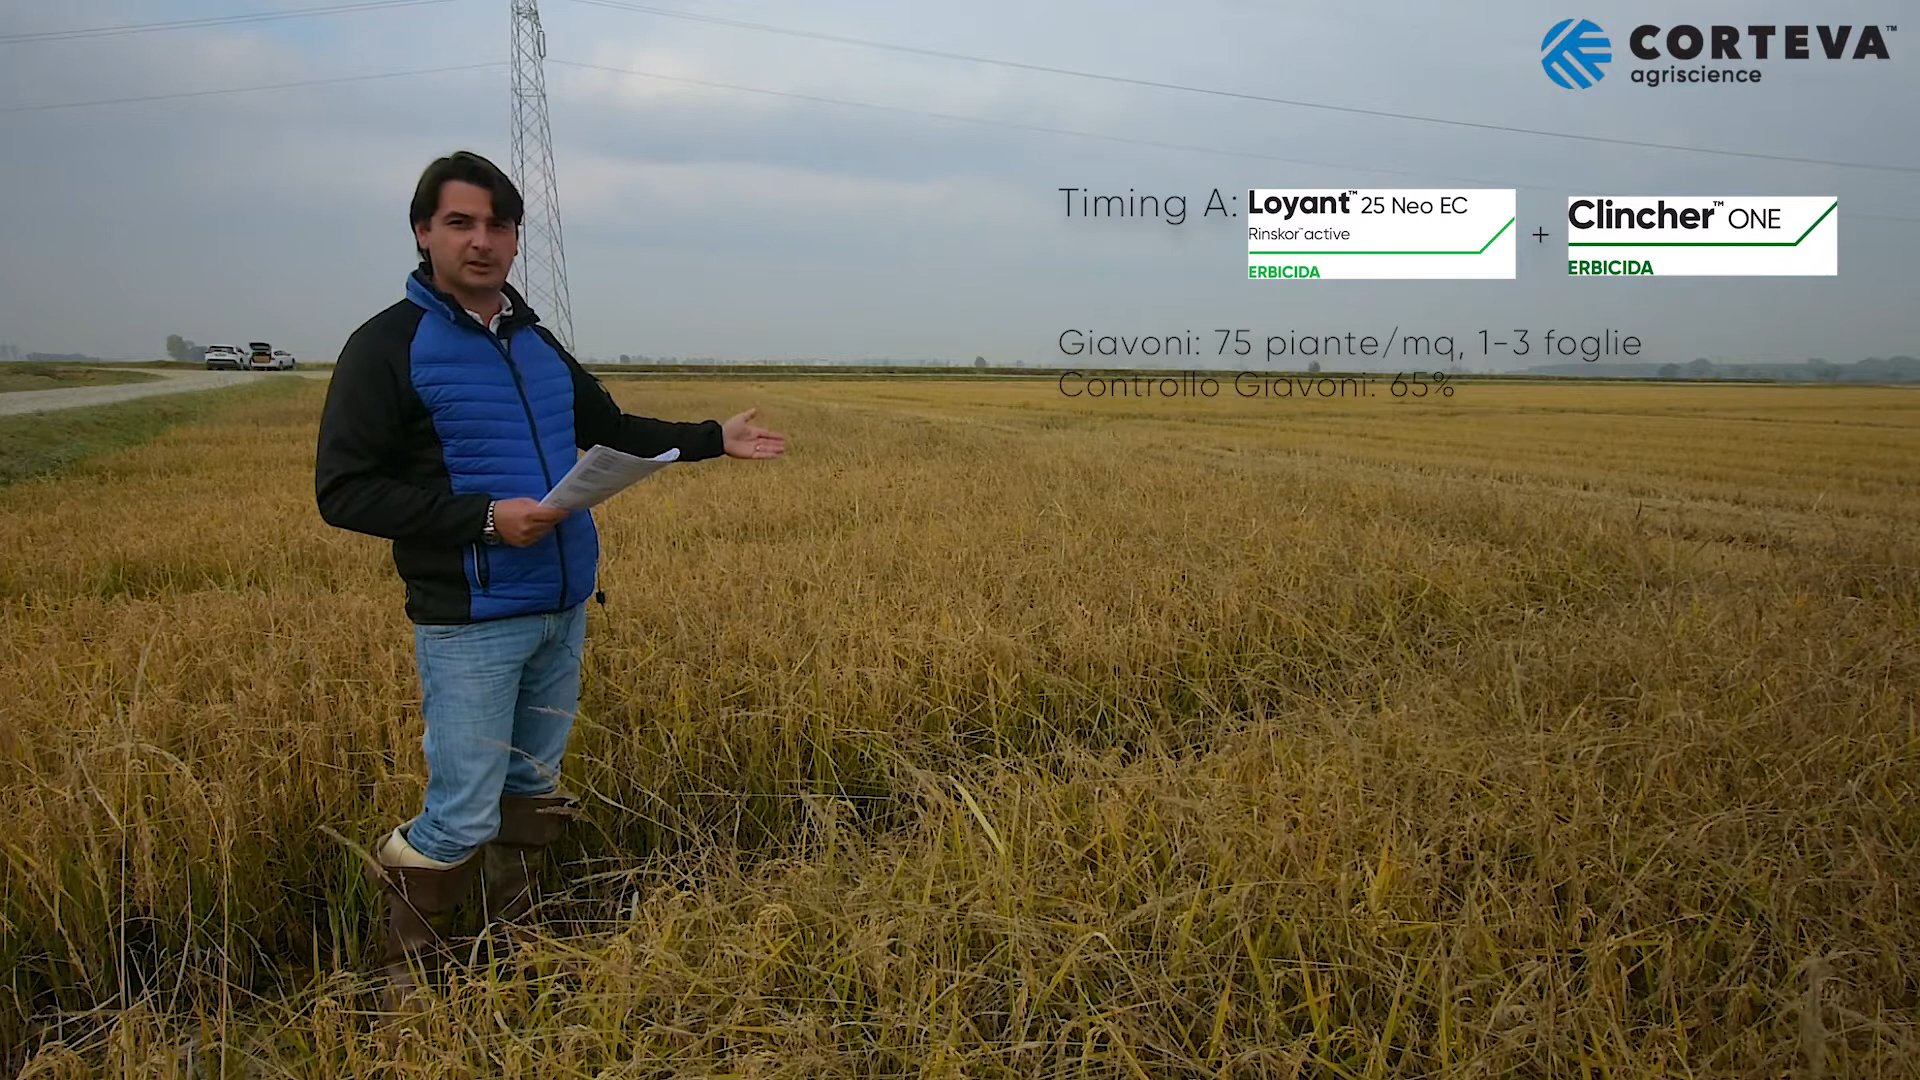 CORTEVA™
agriscience
Timing A: Loyant™ 25 Neo EC
Rinskor™active
ERBICIDA
+
Clincher™ ONE
ERBICIDA
Giavoni: 75 piante/mq, 1-3 foglie
Controllo Giavoni: 65%